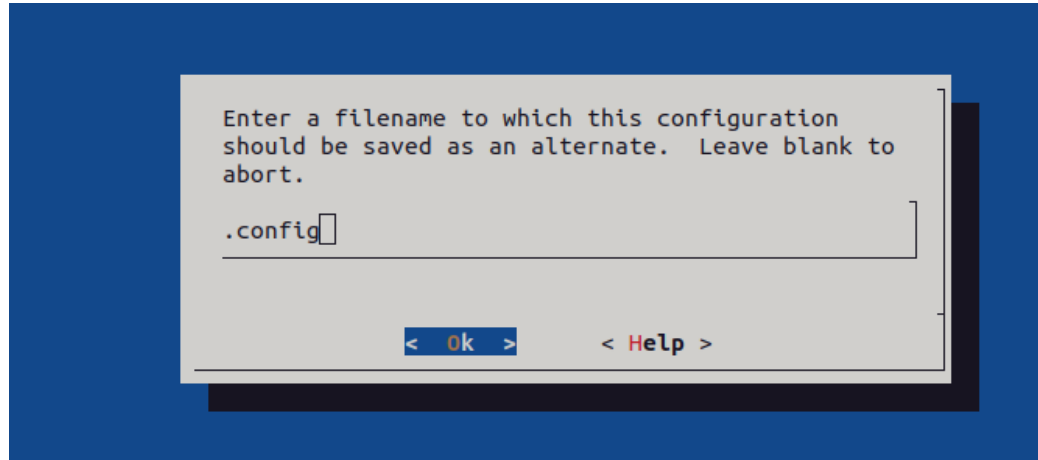 Enter a filename to which this configuration
should be saved as an alternate.  Leave blank to
abort.
.config
<  Ok  >      < Help >